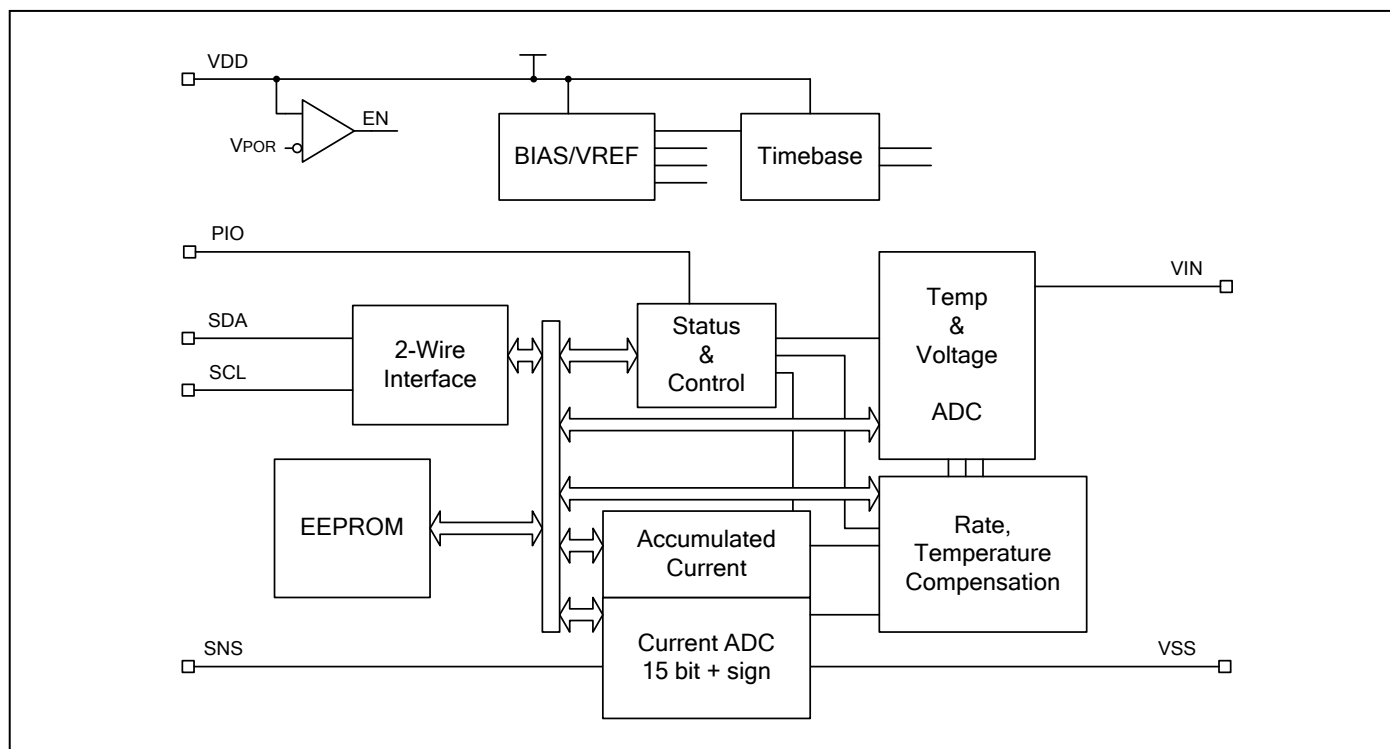 VDD
EN
VPOR
BIAS/VREF
Timebase
PIO
VIN
Temp
&
Voltage
ADC
SDA
SCL
2-Wire
Interface
Status
&
Control
EEPROM
Accumulated
Current
Rate,
Temperature
Compensation
SNS
Current ADC
15 bit + sign
VSS